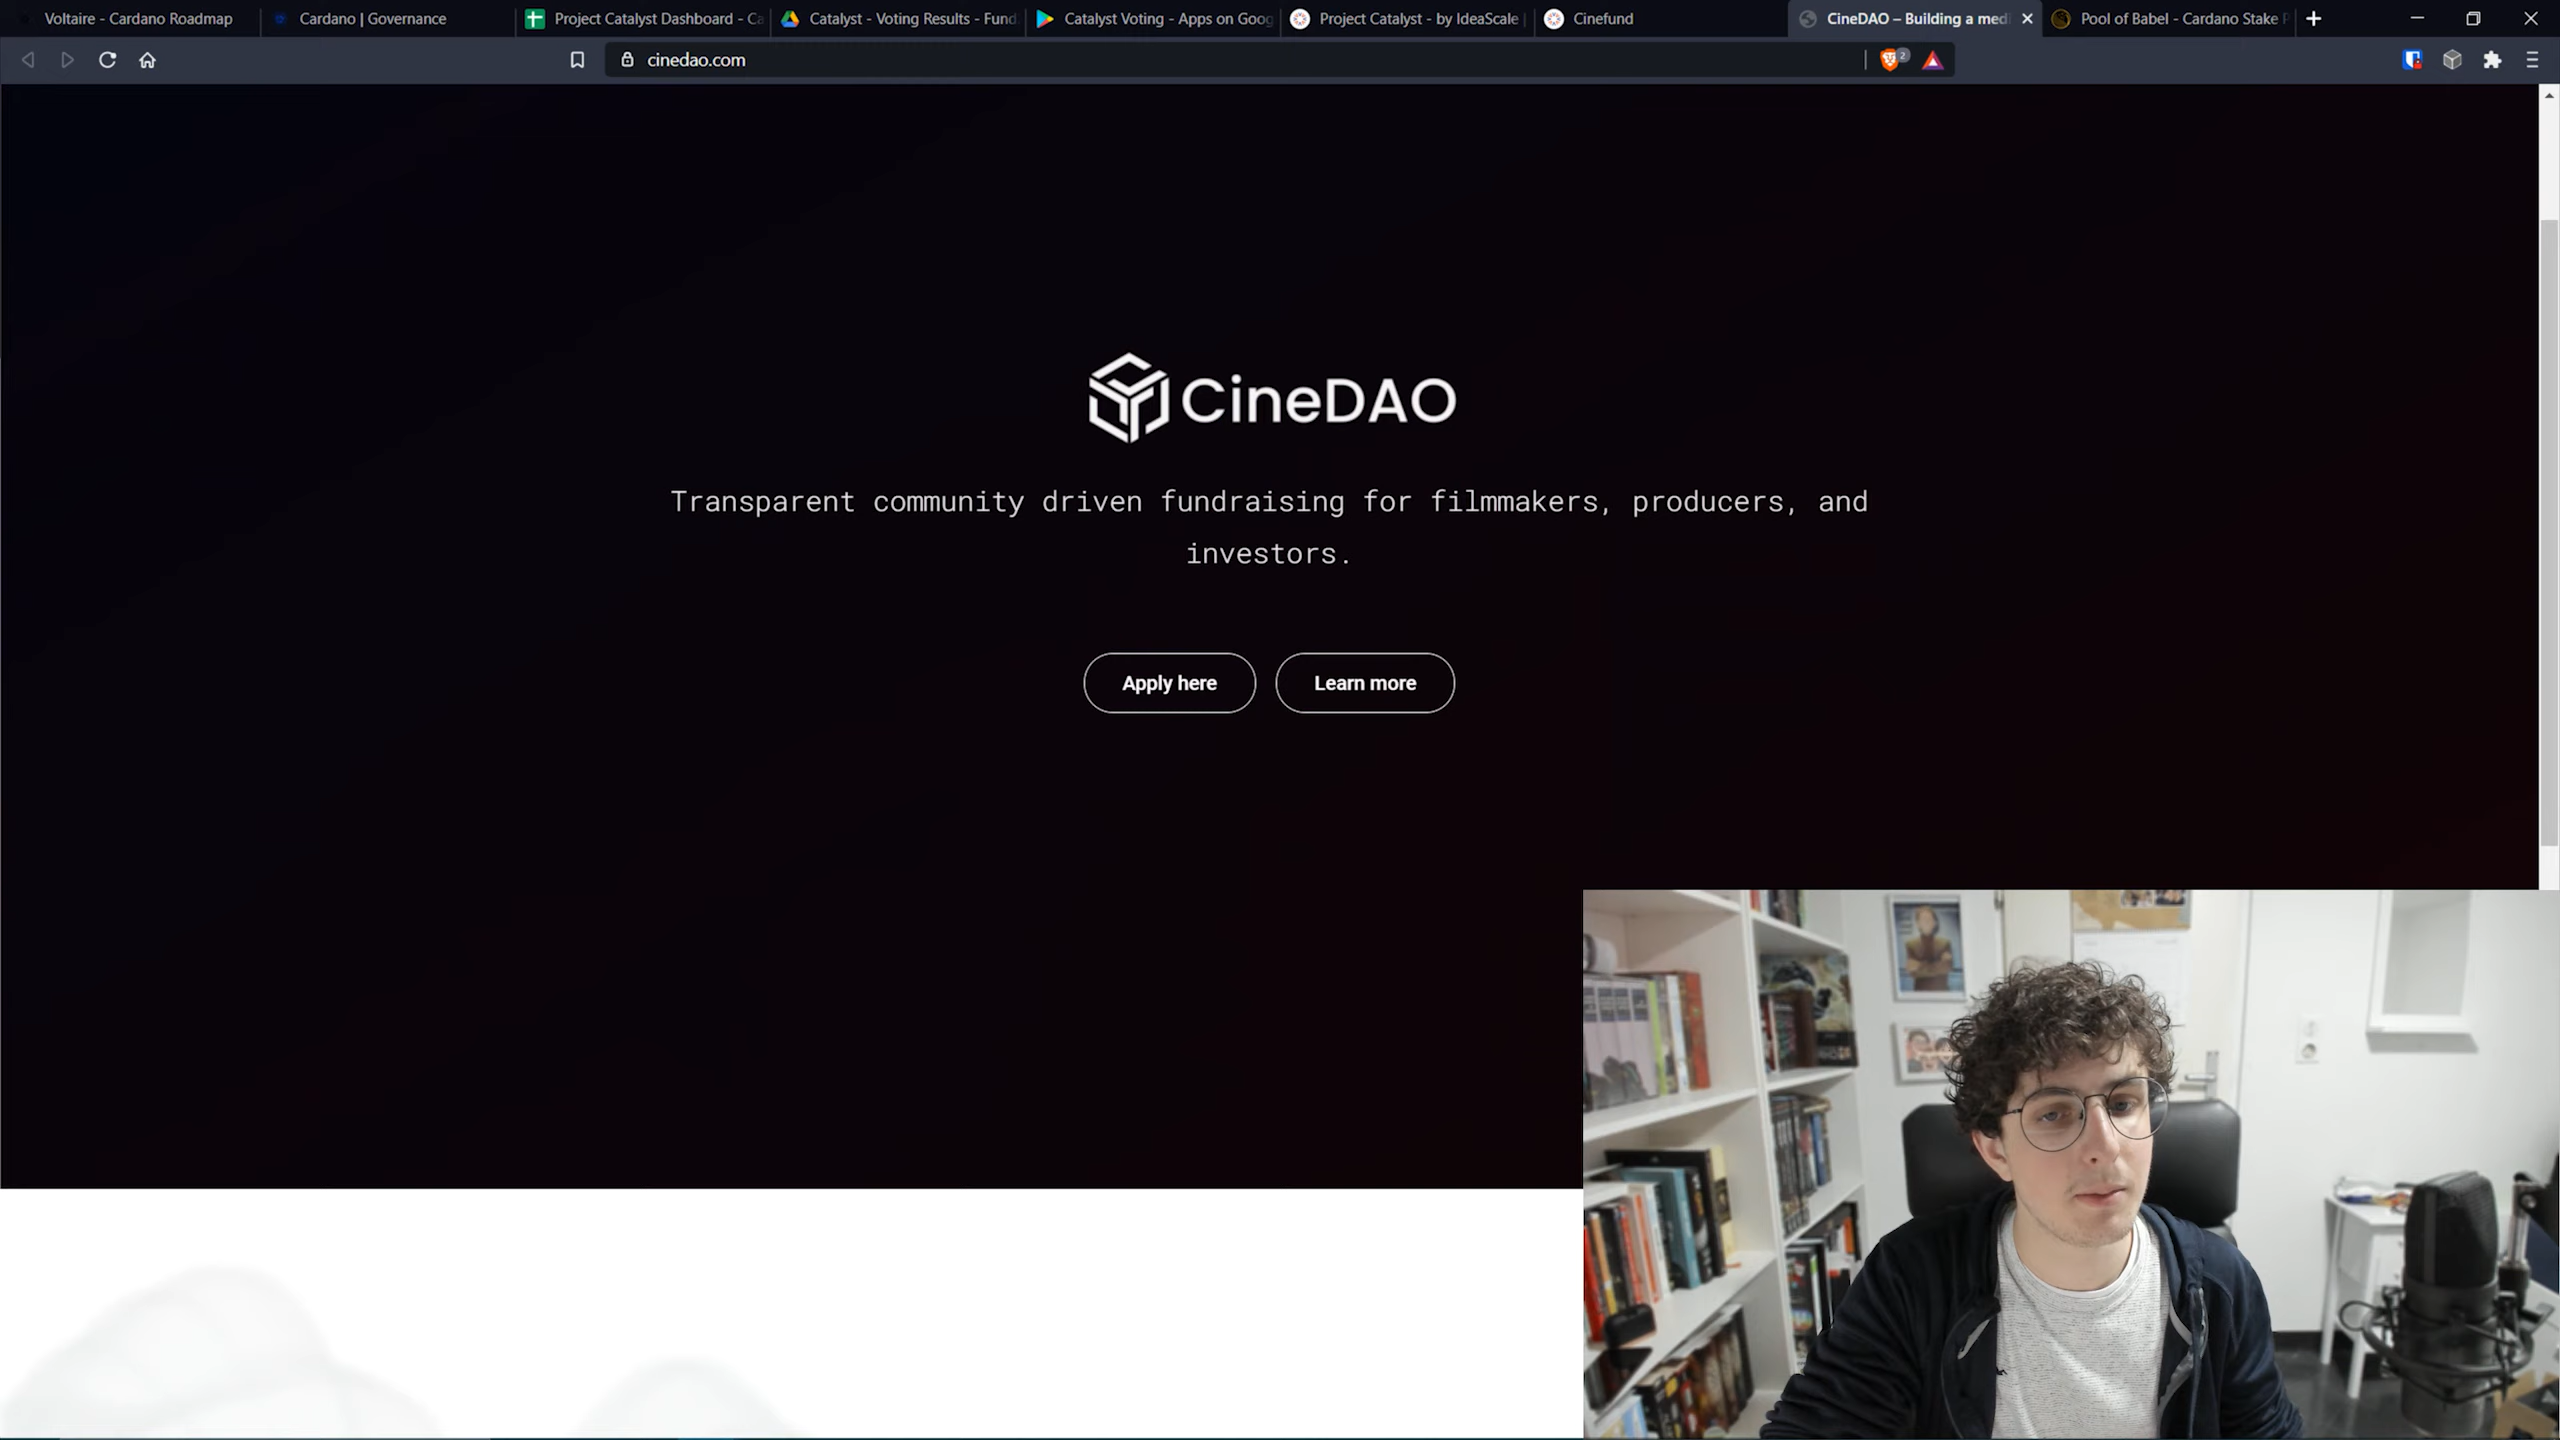 Voltaire - Cardano Roadmap
Cardano | Governance
Project Catalyst Dashboard - Ca
Catalyst - Voting Results - Fund
Catalyst Voting - Apps on Goog
Project Catalyst - by IdeaScale
Cinefund
CineDAO – Building a med
Pool of Babel - Cardano Stake P
cinedao.com
2
CineDAO
Transparent community driven fundraising for filmmakers, producers, and
investors.
Apply here
Learn more